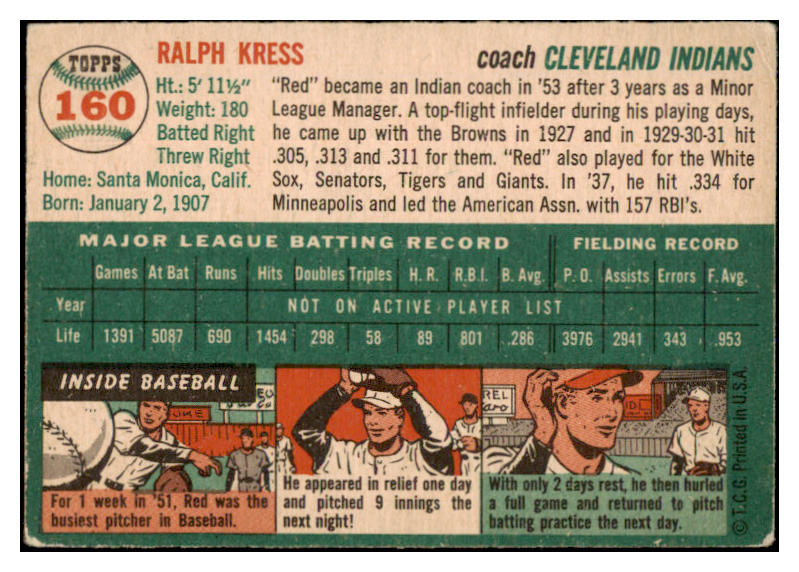 TOPPS
160
RALPH KRESS
coach CLEVELAND INDIANS
Ht.: 5' 11½"
Weight: 180
Batted Right
Threw Right
Home: Santa Monica, Calif.
Born: January 2, 1907
"Red" became an Indian coach in '53 after 3 years as a Minor
League Manager. A top-flight infielder during his playing days,
he came up with the Browns in 1927 and in 1929-30-31 hit
.305, .313 and .311 for them. "Red" also played for the White
Sox, Senators, Tigers and Giants. In '37, he hit .334 for
Minneapolis and led the American Assn. with 157 RBI's.
MAJOR LEAGUE BATTING RECORD FIELDING RECORD
Games At Bat Runs Hits Doubles Triples H. R. R.B.I. B. Avg. P. O. Assists Errors F. Avg.
Year NOT ON ACTIVE PLAYER LIST
Life 1391 5087 690 1454 298 58 89 801 .286 3976 2941 343 .953
INSIDE BASEBALL
For 1 week in '51, Red was the
busiest pitcher in Baseball.
He appeared in relief one day
and pitched 9 innings the
next night!
REL
With only 2 days rest, he then hurled
a full game and returned to pitch
batting practice the next day.
© T.C.G. Printed in U.S.A.